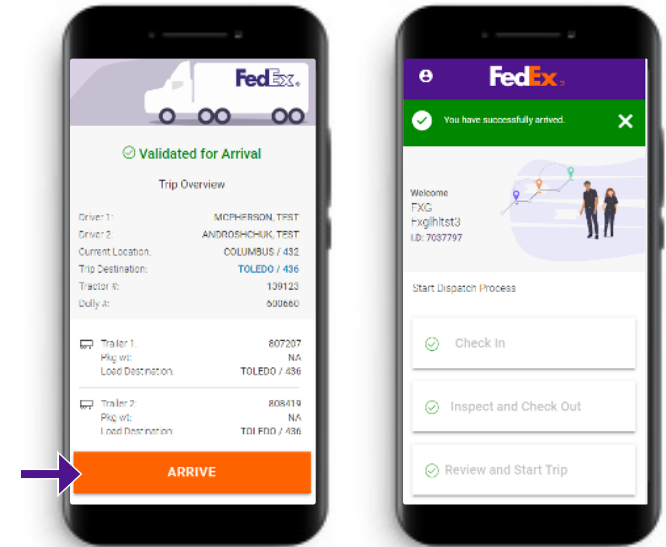 FedEx
Validated for Arrival
Trip Overview
Driver 1: MCPHERSON, TEST
Driver 2: ANDROSHCHUK, TEST
Current Location: COLUMBUS / 432
Trip Destination: TOLEDO / 436
Tractor #: 139123
Dolly #: 600660
Trailer 1: 807207
Pkg wt: NA
Load Destination: TOLEDO / 436
Trailer 2: 808419
Pkg wt: NA
Load Destination: TOLEDO / 436
ARRIVE
FedEx
You have successfully arrived.
Welcome
FXG
I.D: 7037797
Start Dispatch Process
Check In
Inspect and Check Out
Review and Start Trip